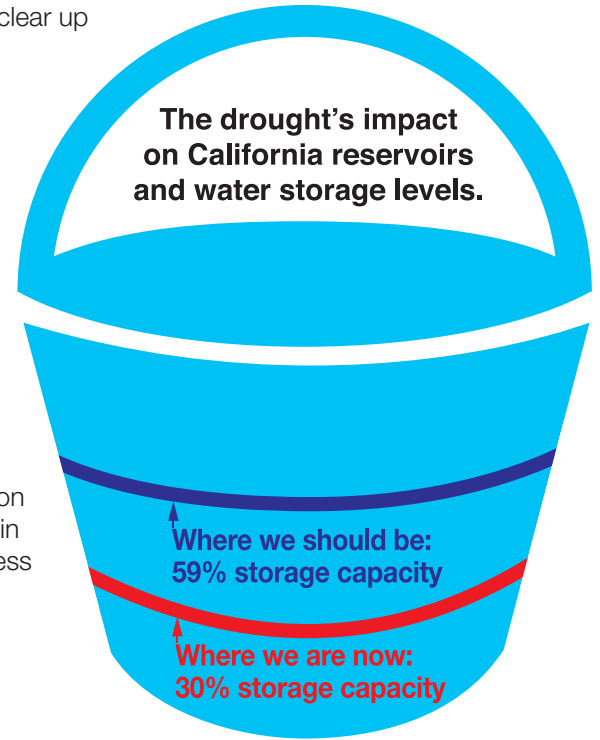 clear up
The drought’s impact
on California reservoirs
and water storage levels.
on
in
ess
Where we should be:
59% storage capacity
Where we are now:
30% storage capacity